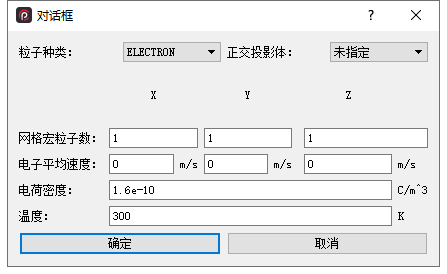 对话框
粒子种类： ELECTRON 正交投影体： 未指定
X Y Z
网格宏粒子数： 1 1 1
电子平均速度： 0 m/s 0 m/s 0 m/s
电荷密度： 1.6e-10 C/m^3
温度： 300 K
确定 取消